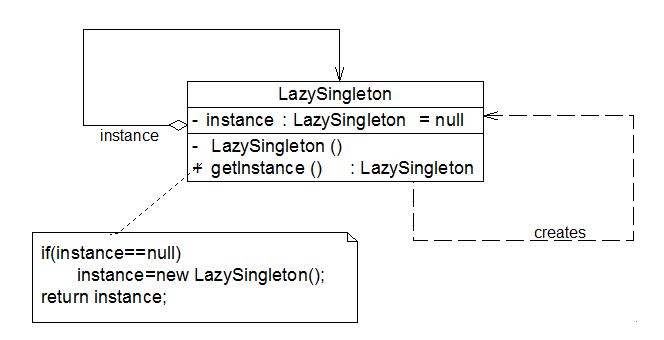 LazySingleton
- instance : LazySingleton = null
instance
- LazySingleton ()
+ getInstance () : LazySingleton
creates
if(instance==null)
instance=new LazySingleton();
return instance;